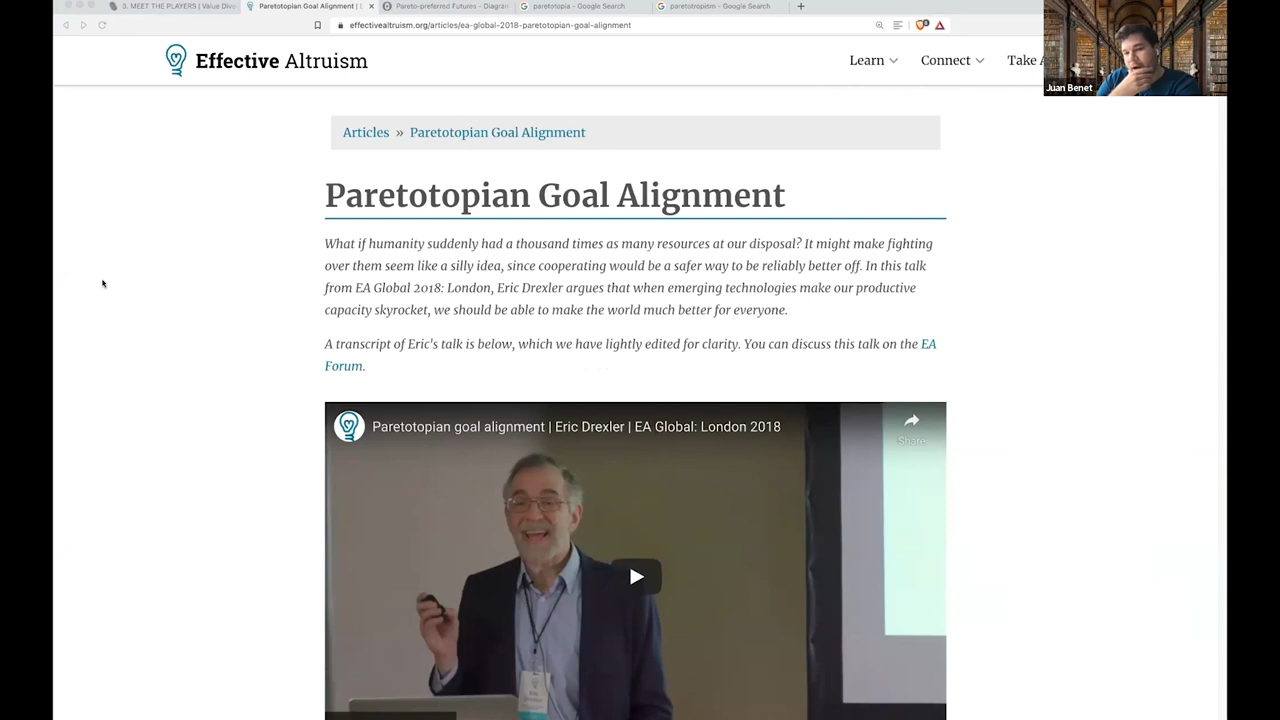 3. MEET THE PLAYERS | Value Dive
Paretopian Goal Alignment |
Pareto-preferred Futures - Diagram
paretotopia - Google Search
paretotropism - Google Search
effectivealtruism.org/articles/ea-global-2018-paretopian-goal-alignment
Effective Altruism
Learn
Connect
Take A
Juan Benet
Articles » Paretotopian Goal Alignment
Paretotopian Goal Alignment
What if humanity suddenly had a thousand times as many resources at our disposal? It might make fighting
over them seem like a silly idea, since cooperating would be a safer way to be reliably better off. In this talk
from EA Global 2018: London, Eric Drexler argues that when emerging technologies make our productive
capacity skyrocket, we should be able to make the world much better for everyone.
A transcript of Eric's talk is below, which we have lightly edited for clarity. You can discuss this talk on the EA
Forum.
Paretotopian goal alignment | Eric Drexler | EA Global: London 2018
Share